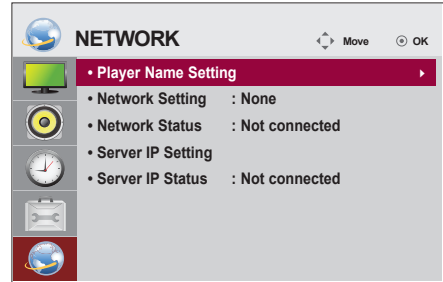 NETWORK Move OK
• Player Name Setting
• Network Setting : None
• Network Status : Not connected
• Server IP Setting
• Server IP Status : Not connected